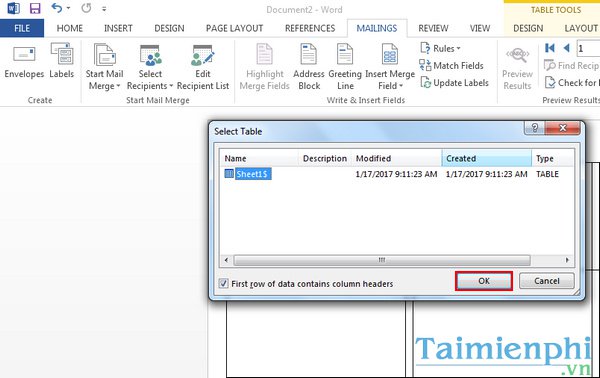 Document2 - Word
TABLE TOOLS
FILE HOME INSERT DESIGN PAGE LAYOUT REFERENCES MAILINGS REVIEW VIEW DESIGN
Envelopes Labels
Create
Start Mail Merge
Select Recipients
Edit Recipient List
Start Mail Merge
Highlight Merge Fields
Address Block
Greeting Line
Insert Merge Field
Rules
Match Fields
Update Labels
Write & Insert Fields
ABC
Preview Results
1
Find Recip
Check for
Preview Results
Select Table
Name Description Modified Created Type
Sheet1$ 1/17/2017 9:11:23 AM 1/17/2017 9:11:23 AM TABLE
First row of data contains column headers
OK Cancel
Taimienphi
.vn